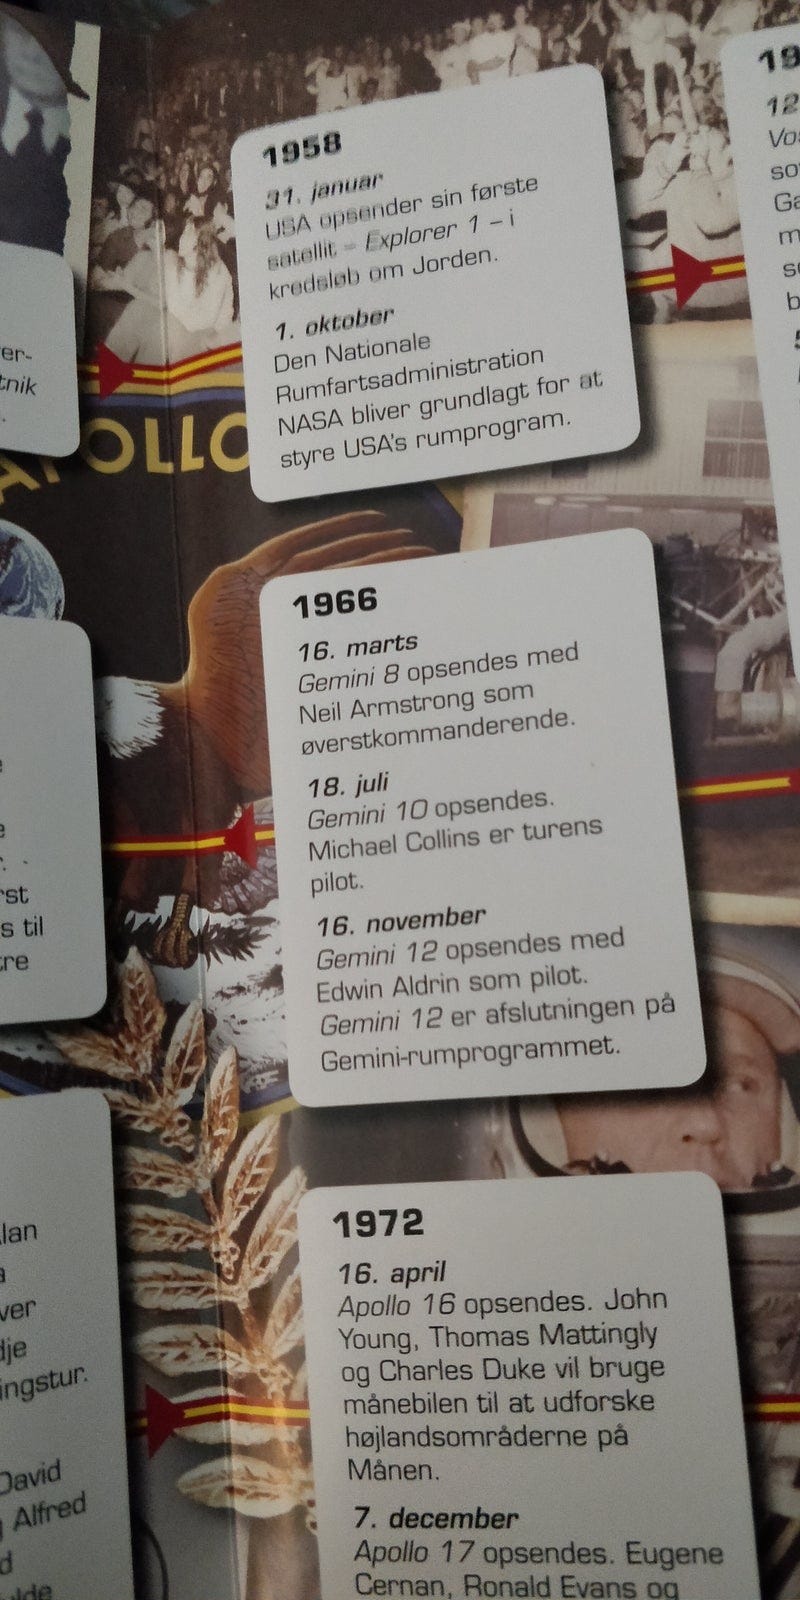 1958
31. januar
USA opsender sin første
satellit – Explorer 1 – i
kredsløb om Jorden.
1. oktober
Den Nationale
Rumfartsadministration
NASA bliver grundlagt for at
styre USA's rumprogram.
1966
16. marts
Gemini 8 opsendes med
Neil Armstrong som
øverstkommanderende.
18. juli
Gemini 10 opsendes.
Michael Collins er turens
pilot.
16. november
Gemini 12 opsendes med
Edwin Aldrin som pilot.
Gemini 12 er afslutningen på
Gemini-rumprogrammet.
1972
16. april
Apollo 16 opsendes. John
Young, Thomas Mattingly
og Charles Duke vil bruge
månebilen til at udforske
højlandsområderne på
Månen.
7. december
Apollo 17 opsendes. Eugene
Cernan, Ronald Evans og
APOLLO
til
David
Alfred
12